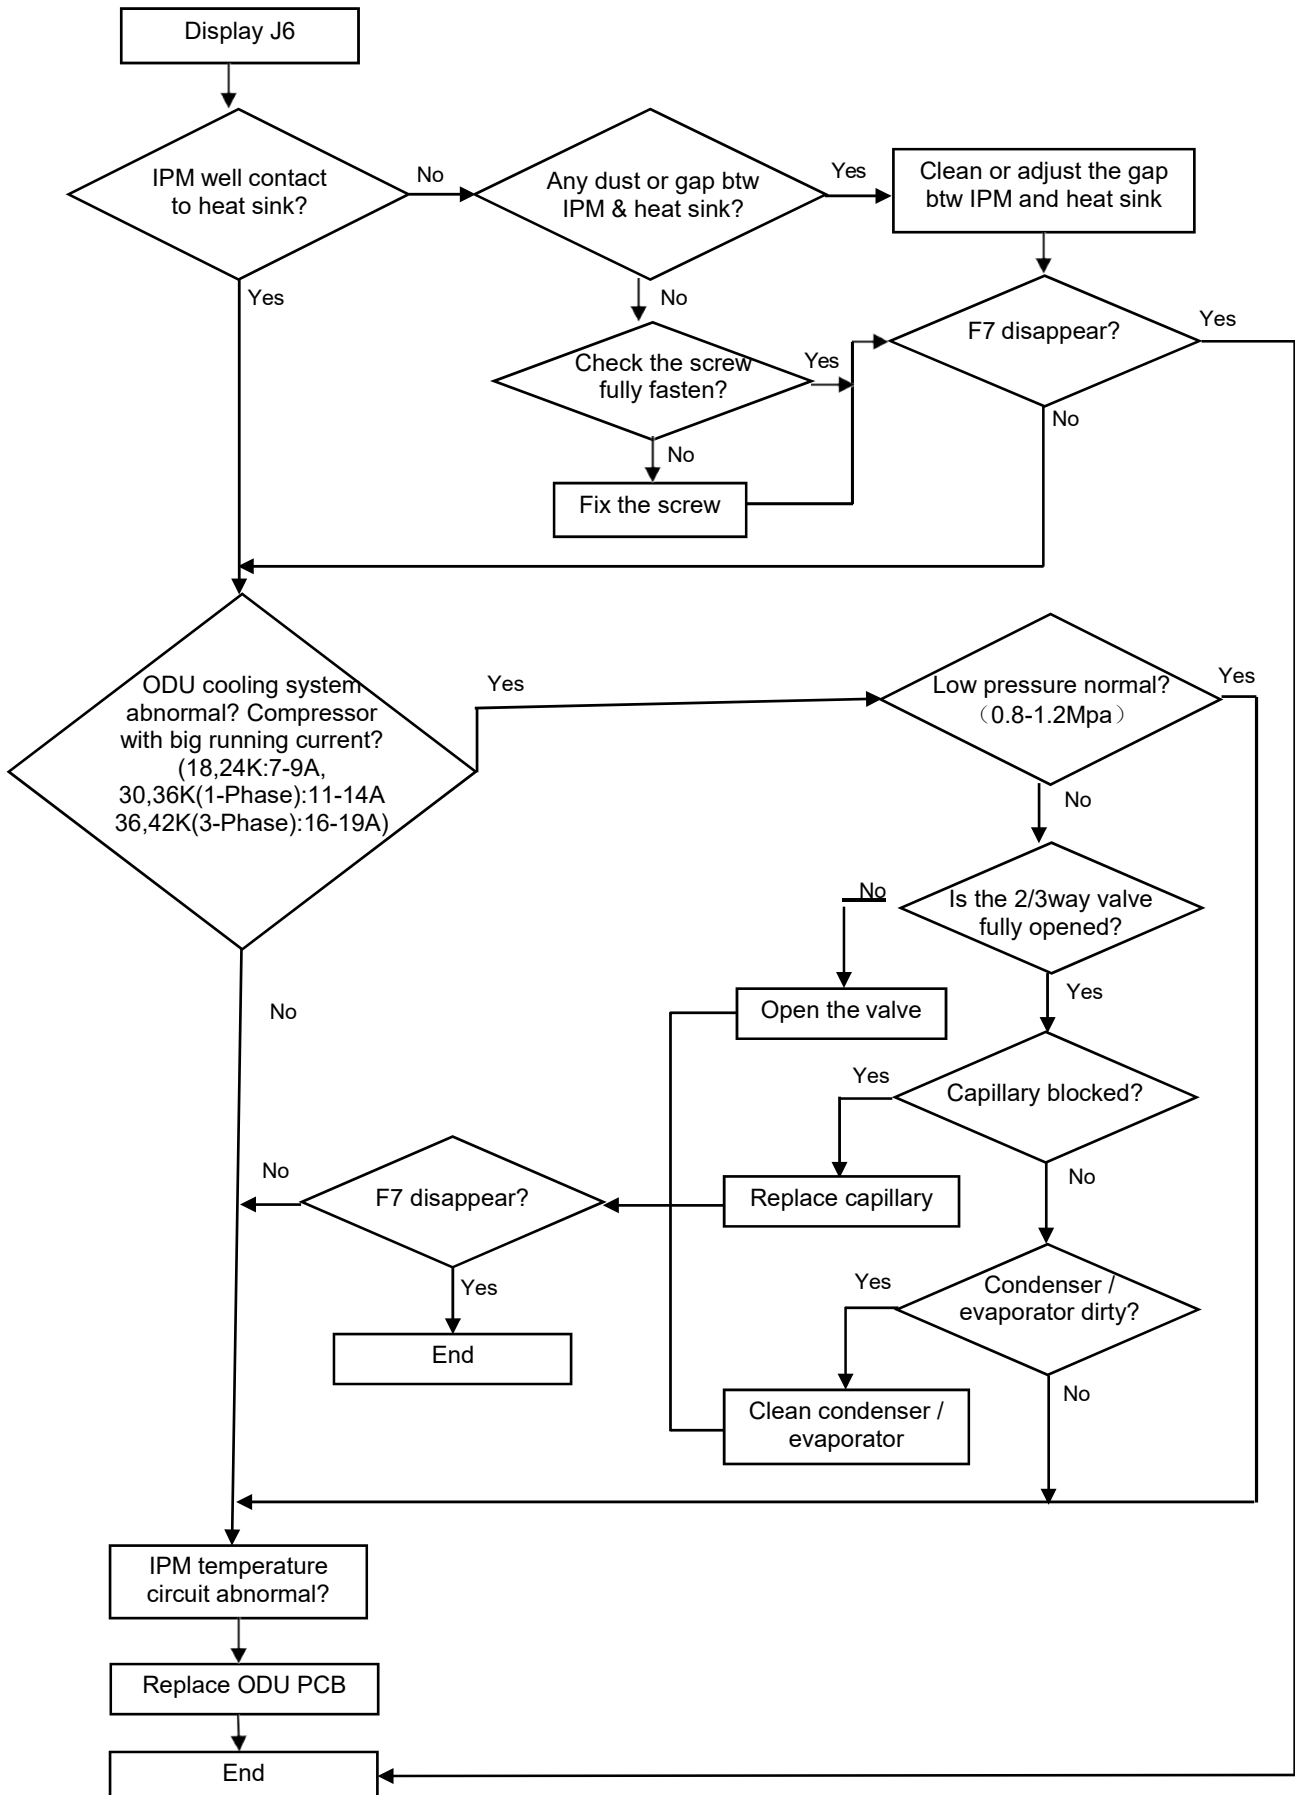 Display J6
IPM well contact
to heat sink?
No
Any dust or gap btw
IPM & heat sink?
Yes
Clean or adjust the gap
btw IPM and heat sink
Yes
No
Check the screw
fully fasten?
Yes
F7 disappear?
Yes
No
No
Fix the screw
ODU cooling system
abnormal? Compressor
with big running current?
(18,24K:7-9A,
30,36K(1-Phase):11-14A
36,42K(3-Phase):16-19A)
Yes
Low pressure normal?
（0.8-1.2Mpa）
Yes
No
No
Is the 2/3way valve
fully opened?
No
Yes
Open the valve
Yes
Capillary blocked?
No
F7 disappear?
No
Replace capillary
Yes
End
Yes
Condenser /
evaporator dirty?
No
Clean condenser /
evaporator
IPM temperature
circuit abnormal?
Replace ODU PCB
End